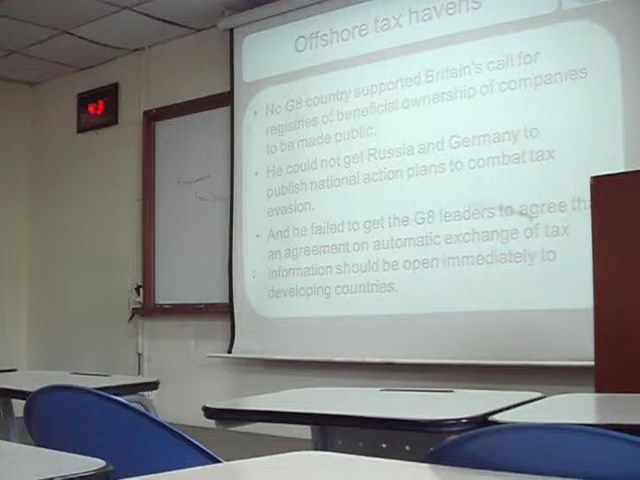 Offshore tax havens
• No G8 country supported Britain's call for
registries of beneficial ownership of companies
to be made public.
• He could not get Russia and Germany to
publish national action plans to combat tax
evasion.
• And he failed to get the G8 leaders to agree tha
an agreement on automatic exchange of tax
• information should be open immediately to
developing countries.